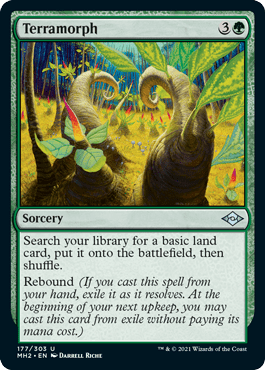 Terramorph 3
Sorcery
Search your library for a basic land
card, put it onto the battlefield, then
shuffle.
Rebound (If you cast this spell from
your hand, exile it as it resolves. At the
beginning of your next upkeep, you may
cast this card from exile without paying its
mana cost.)
177/303 U
MH2 • EN Darrell Riche
™ & © 2021 Wizards of the Coast